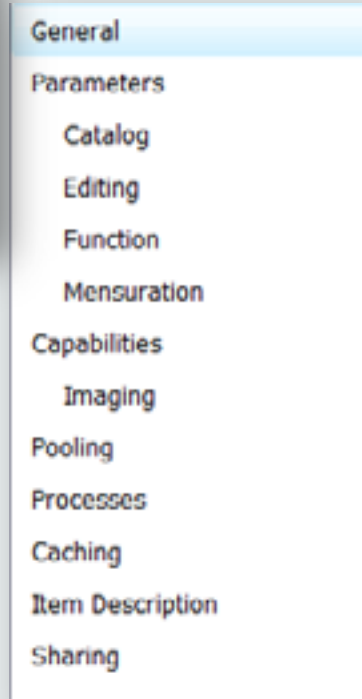 General
Parameters
Catalog
Editing
Function
Mensuration
Capabilities
Imaging
Pooling
Processes
Caching
Item Description
Sharing